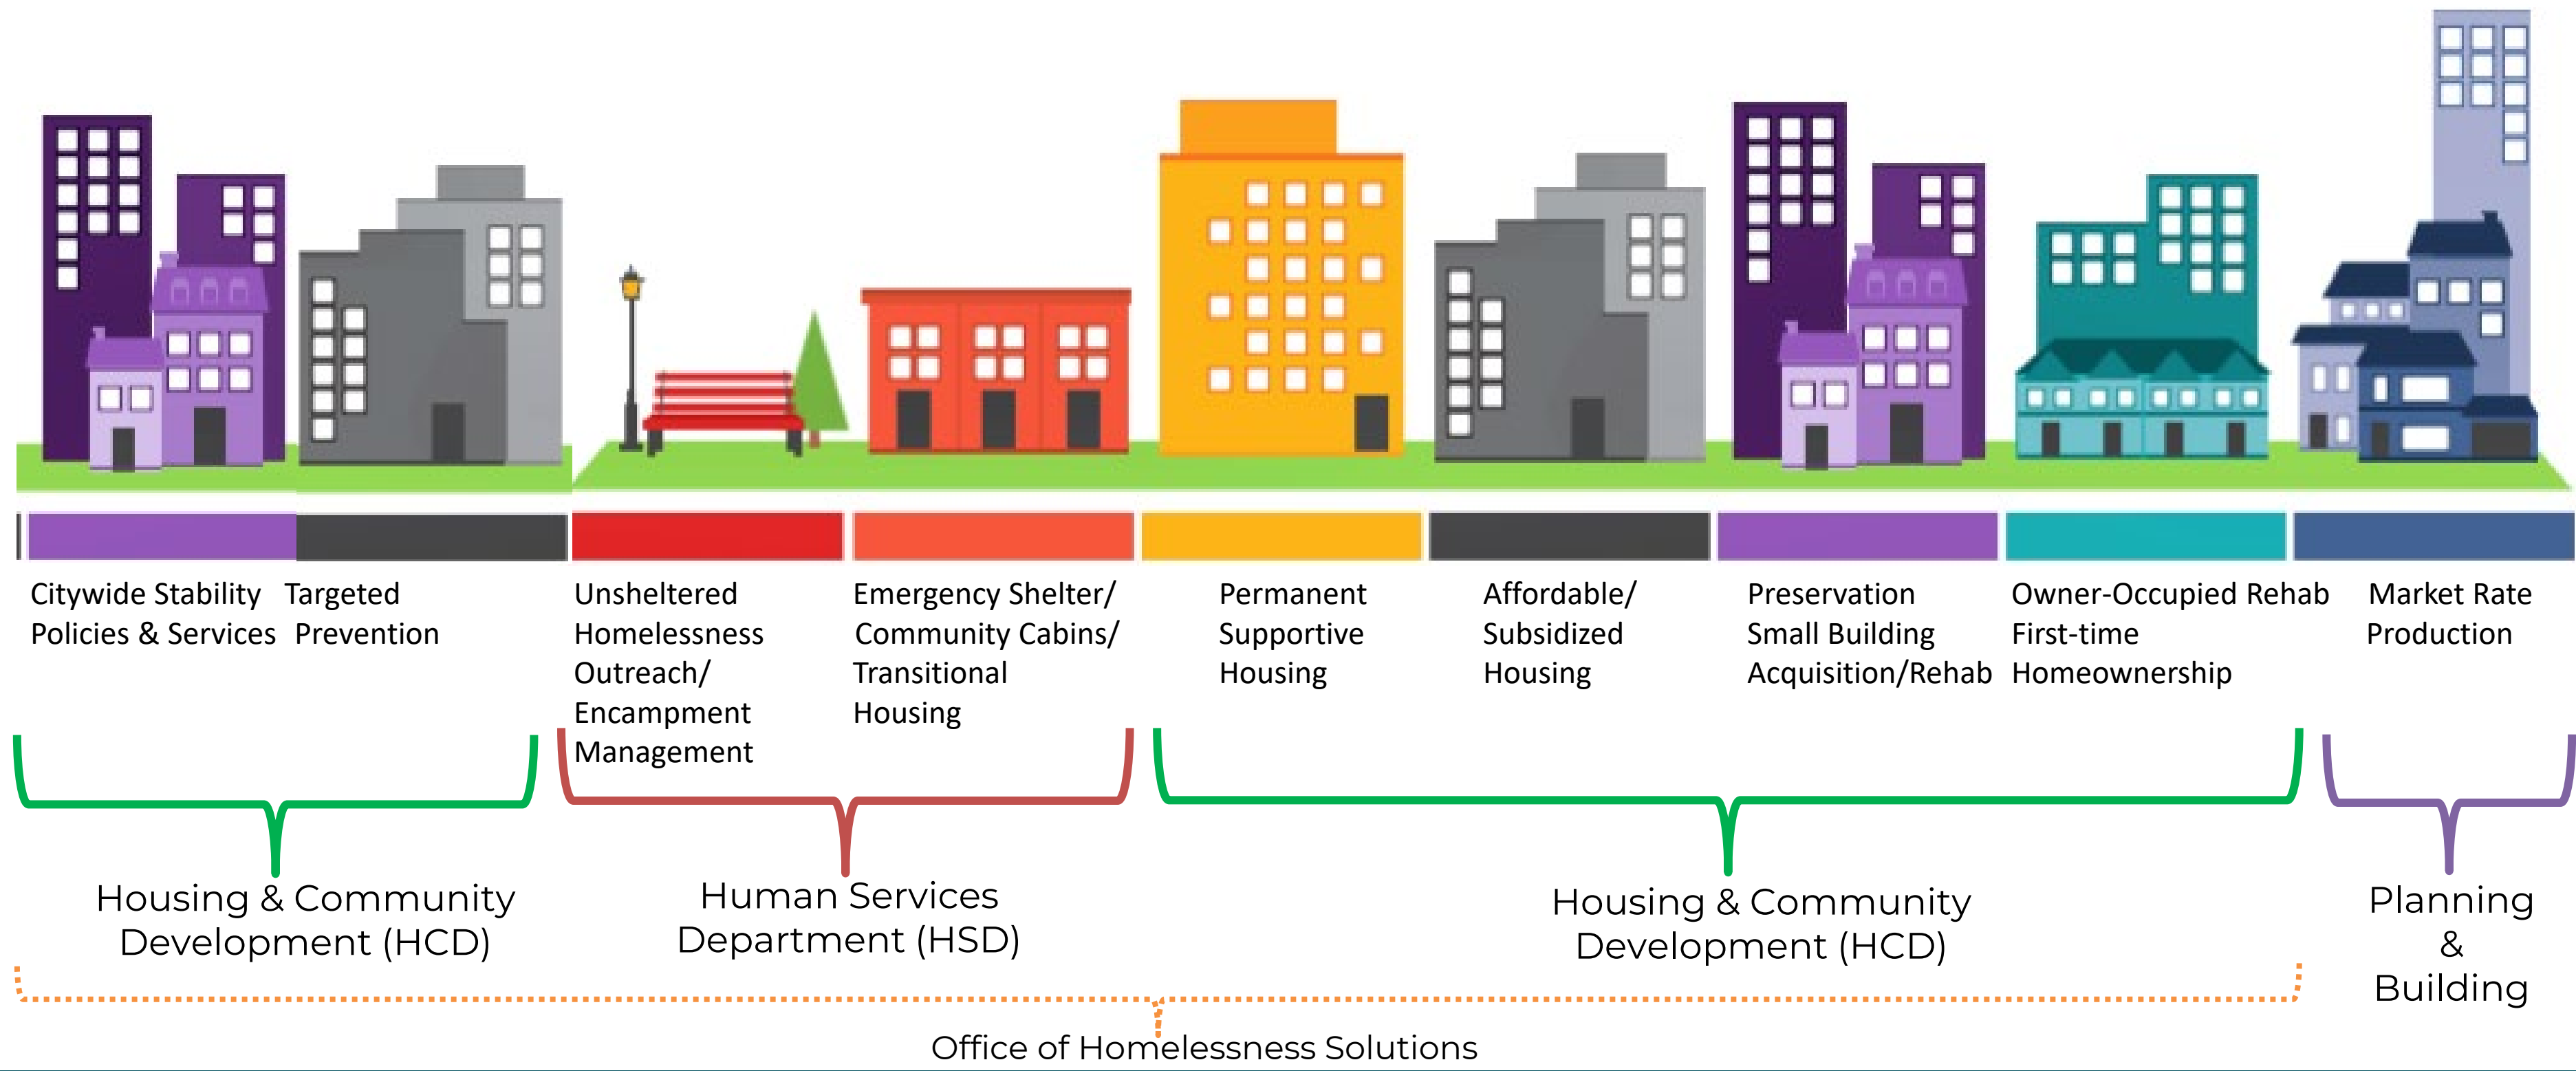 Citywide Stability
Policies & Services
Targeted
Prevention
Unsheltered
Homelessness
Outreach/
Encampment
Management
Emergency Shelter/
Community Cabins/
Transitional
Housing
Permanent
Supportive
Housing
Affordable/
Subsidized
Housing
Preservation
Small Building
Acquisition/Rehab
Owner-Occupied Rehab
First-time
Homeownership
Market Rate
Production
Housing & Community
Development (HCD)
Human Services
Department (HSD)
Housing & Community
Development (HCD)
Planning
&
Building
Office of Homelessness Solutions